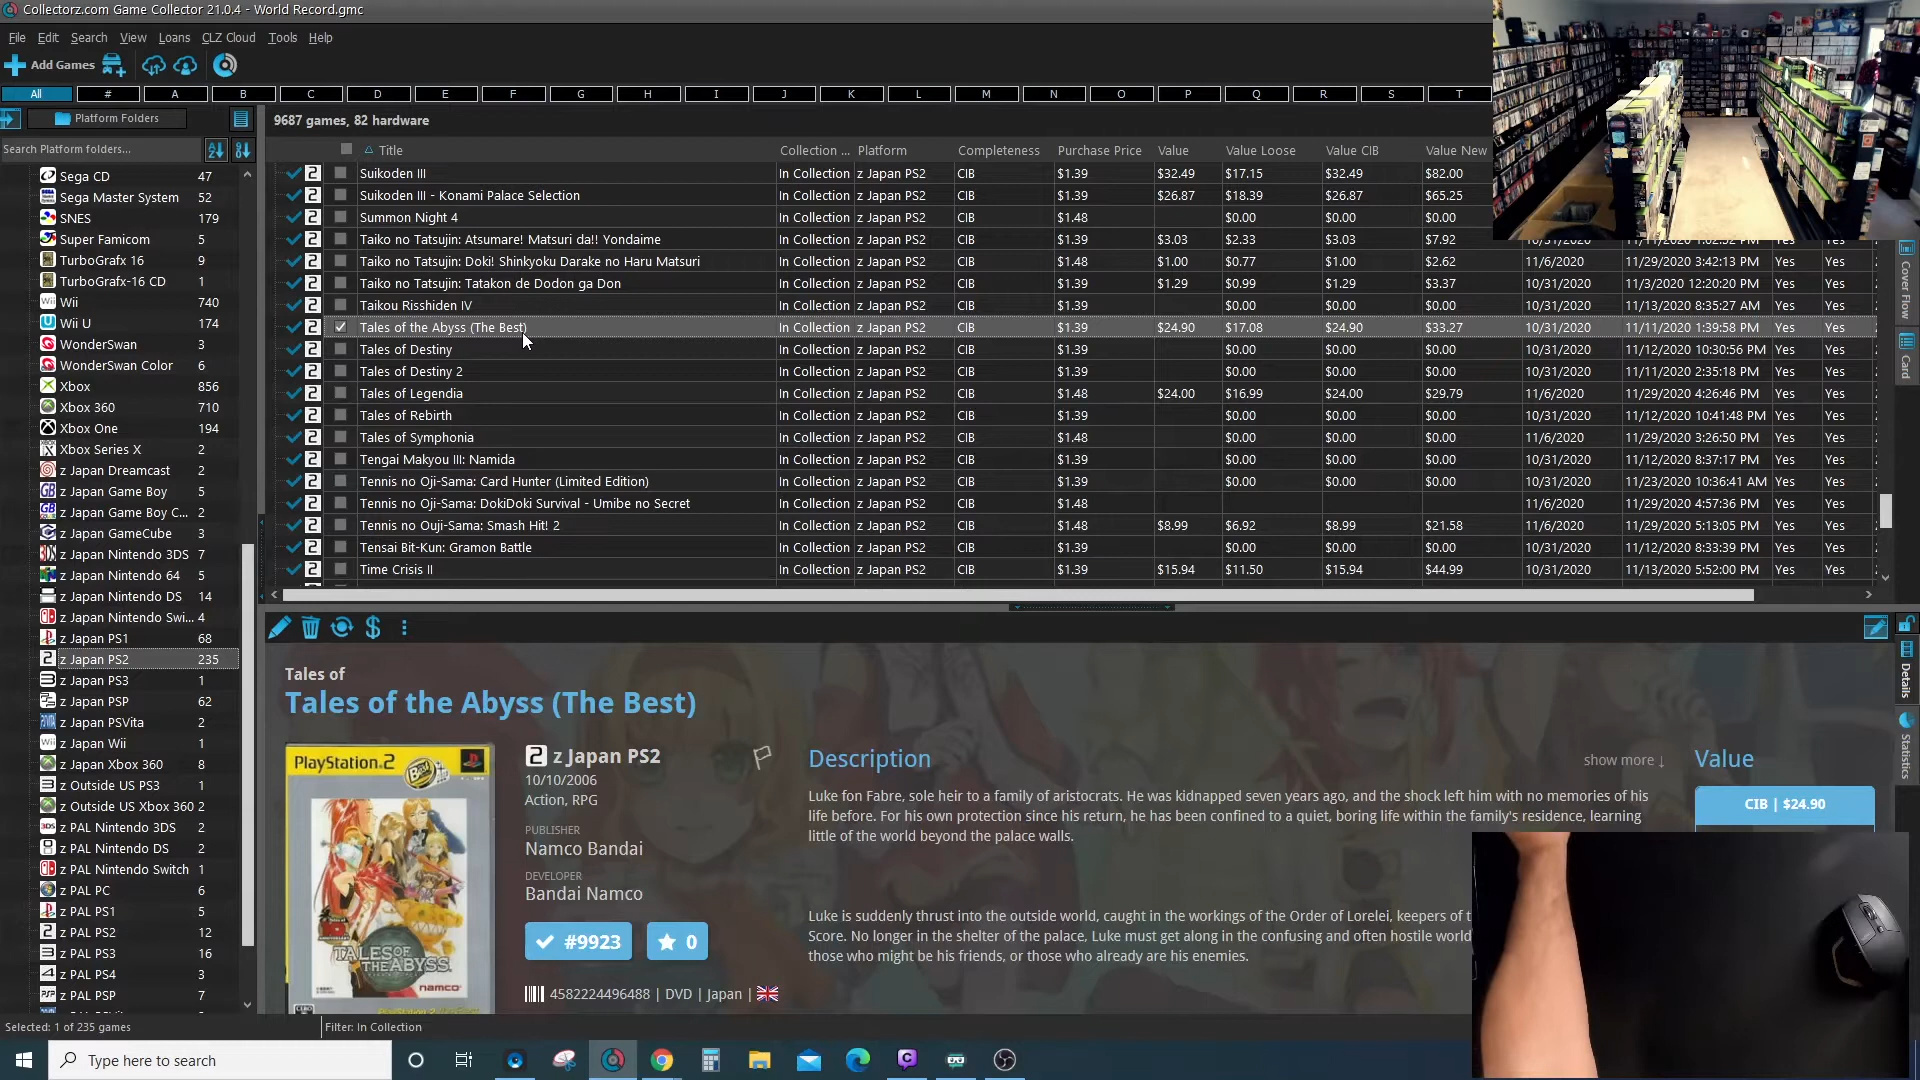 Collectorz.com Game Collector 21.0.4 - World Record.gmc
File Edit Search View Loans CLZ Cloud Tools Help
Add Games
All # A B C D E F G H I J K L M N O P Q R S T
Platform Folders
9687 games, 82 hardware
Search Platform folders...
Title Collection ... Platform Completeness Purchase Price Value Value Loose Value CIB Value New
Suikoden III In Collection z Japan PS2 CIB $1.39 $32.49 $17.15 $32.49 $82.00
Suikoden III - Konami Palace Selection In Collection z Japan PS2 CIB $1.39 $26.87 $18.39 $26.87 $65.25
Summon Night 4 In Collection z Japan PS2 CIB $1.48 $0.00 $0.00 $0.00
Taiko no Tatsujin: Atsumare! Matsuri da!! Yondaime In Collection z Japan PS2 CIB $1.39 $3.03 $2.33 $3.03 $7.92 Yes Yes
Taiko no Tatsujin: Doki! Shinkyoku Darake no Haru Matsuri In Collection z Japan PS2 CIB $1.48 $1.00 $0.77 $1.00 $2.62 11/6/2020 11/29/2020 3:42:13 PM Yes Yes
Taiko no Tatsujin: Tatakon de Dodon ga Don In Collection z Japan PS2 CIB $1.39 $1.29 $0.99 $1.29 $3.37 10/31/2020 11/3/2020 12:20:20 PM Yes Yes
Taikou Risshiden IV In Collection z Japan PS2 CIB $1.39 $0.00 $0.00 $0.00 10/31/2020 11/13/2020 8:35:27 AM Yes Yes
Tales of the Abyss (The Best) In Collection z Japan PS2 CIB $1.39 $24.90 $17.08 $24.90 $33.27 10/31/2020 11/11/2020 1:39:58 PM Yes Yes
Tales of Destiny In Collection z Japan PS2 CIB $1.39 $0.00 $0.00 $0.00 10/31/2020 11/12/2020 10:30:56 PM Yes Yes
Tales of Destiny 2 In Collection z Japan PS2 CIB $1.39 $0.00 $0.00 $0.00 10/31/2020 11/11/2020 2:35:18 PM Yes Yes
Tales of Legendia In Collection z Japan PS2 CIB $1.48 $24.00 $16.99 $24.00 $29.79 11/6/2020 11/29/2020 4:26:46 PM Yes Yes
Tales of Rebirth In Collection z Japan PS2 CIB $1.39 $0.00 $0.00 $0.00 10/31/2020 11/12/2020 10:41:48 PM Yes Yes
Tales of Symphonia In Collection z Japan PS2 CIB $1.48 $0.00 $0.00 $0.00 11/6/2020 11/29/2020 3:26:50 PM Yes Yes
Tengai Makyou III: Namida In Collection z Japan PS2 CIB $1.39 $0.00 $0.00 $0.00 10/31/2020 11/12/2020 8:37:17 PM Yes Yes
Tennis no Oji-Sama: Card Hunter (Limited Edition) In Collection z Japan PS2 CIB $1.39 $0.00 $0.00 $0.00 10/31/2020 11/23/2020 10:36:41 AM Yes Yes
Tennis no Oji-Sama: DokiDoki Survival - Umibe no Secret In Collection z Japan PS2 CIB $1.48 11/6/2020 11/29/2020 4:57:36 PM Yes Yes
Tennis no Ouji-Sama: Smash Hit! 2 In Collection z Japan PS2 CIB $1.48 $8.99 $6.92 $8.99 $21.58 11/6/2020 11/29/2020 5:13:05 PM Yes Yes
Tensai Bit-Kun: Gramon Battle In Collection z Japan PS2 CIB $1.39 $0.00 $0.00 $0.00 10/31/2020 11/12/2020 8:33:39 PM Yes Yes
Time Crisis II In Collection z Japan PS2 CIB $1.39 $15.94 $11.50 $15.94 $44.99 10/31/2020 11/13/2020 5:52:00 PM Yes Yes
Sega CD 47
Sega Master System 52
SNES 179
Super Famicom 5
TurboGrafx 16 9
TurboGrafx-16 CD 1
Wii 740
Wii U 174
WonderSwan 3
WonderSwan Color 6
Xbox 856
Xbox 360 710
Xbox One 194
Xbox Series X 2
z Japan Dreamcast 2
z Japan Game Boy 5
z Japan Game Boy C... 2
z Japan GameCube 3
z Japan Nintendo 3DS 7
z Japan Nintendo 64 5
z Japan Nintendo DS 14
z Japan Nintendo Swi... 4
z Japan PS1 68
z Japan PS2 235
z Japan PS3 1
z Japan PSP 62
z Japan PSVita 2
z Japan Wii 1
z Japan Xbox 360 8
z Outside US PS3 1
z Outside US Xbox 360 2
z PAL Nintendo 3DS 2
z PAL Nintendo DS 2
z PAL Nintendo Switch 1
z PAL PC 6
z PAL PS1 5
z PAL PS2 12
z PAL PS3 16
z PAL PS4 3
z PAL PSP 7
Cover Flow
Card
Details
Statistics
Tales of
Tales of the Abyss (The Best)
PlayStation.2
TALES OF THE ABYSS
namco
z Japan PS2
10/10/2006
Action, RPG
PUBLISHER
Namco Bandai
DEVELOPER
Bandai Namco
#9923 0
4582224496488 | DVD | Japan |
Description show more ↓
Luke fon Fabre, sole heir to a family of aristocrats. He was kidnapped seven years ago, and the shock left him with no memories of his
life before. For his own protection since his return, he has been confined to a quiet, boring life within the family's residence, learning
little of the world beyond the palace walls.
Luke is suddenly thrust into the outside world, caught in the workings of the Order of Lorelei, keepers of t
Score. No longer in the shelter of the palace, Luke must get along in the confusing and often hostile world
those who might be his friends, or those who already are his enemies.
Value
CIB | $24.90
Selected: 1 of 235 games
Filter: In Collection
Type here to search